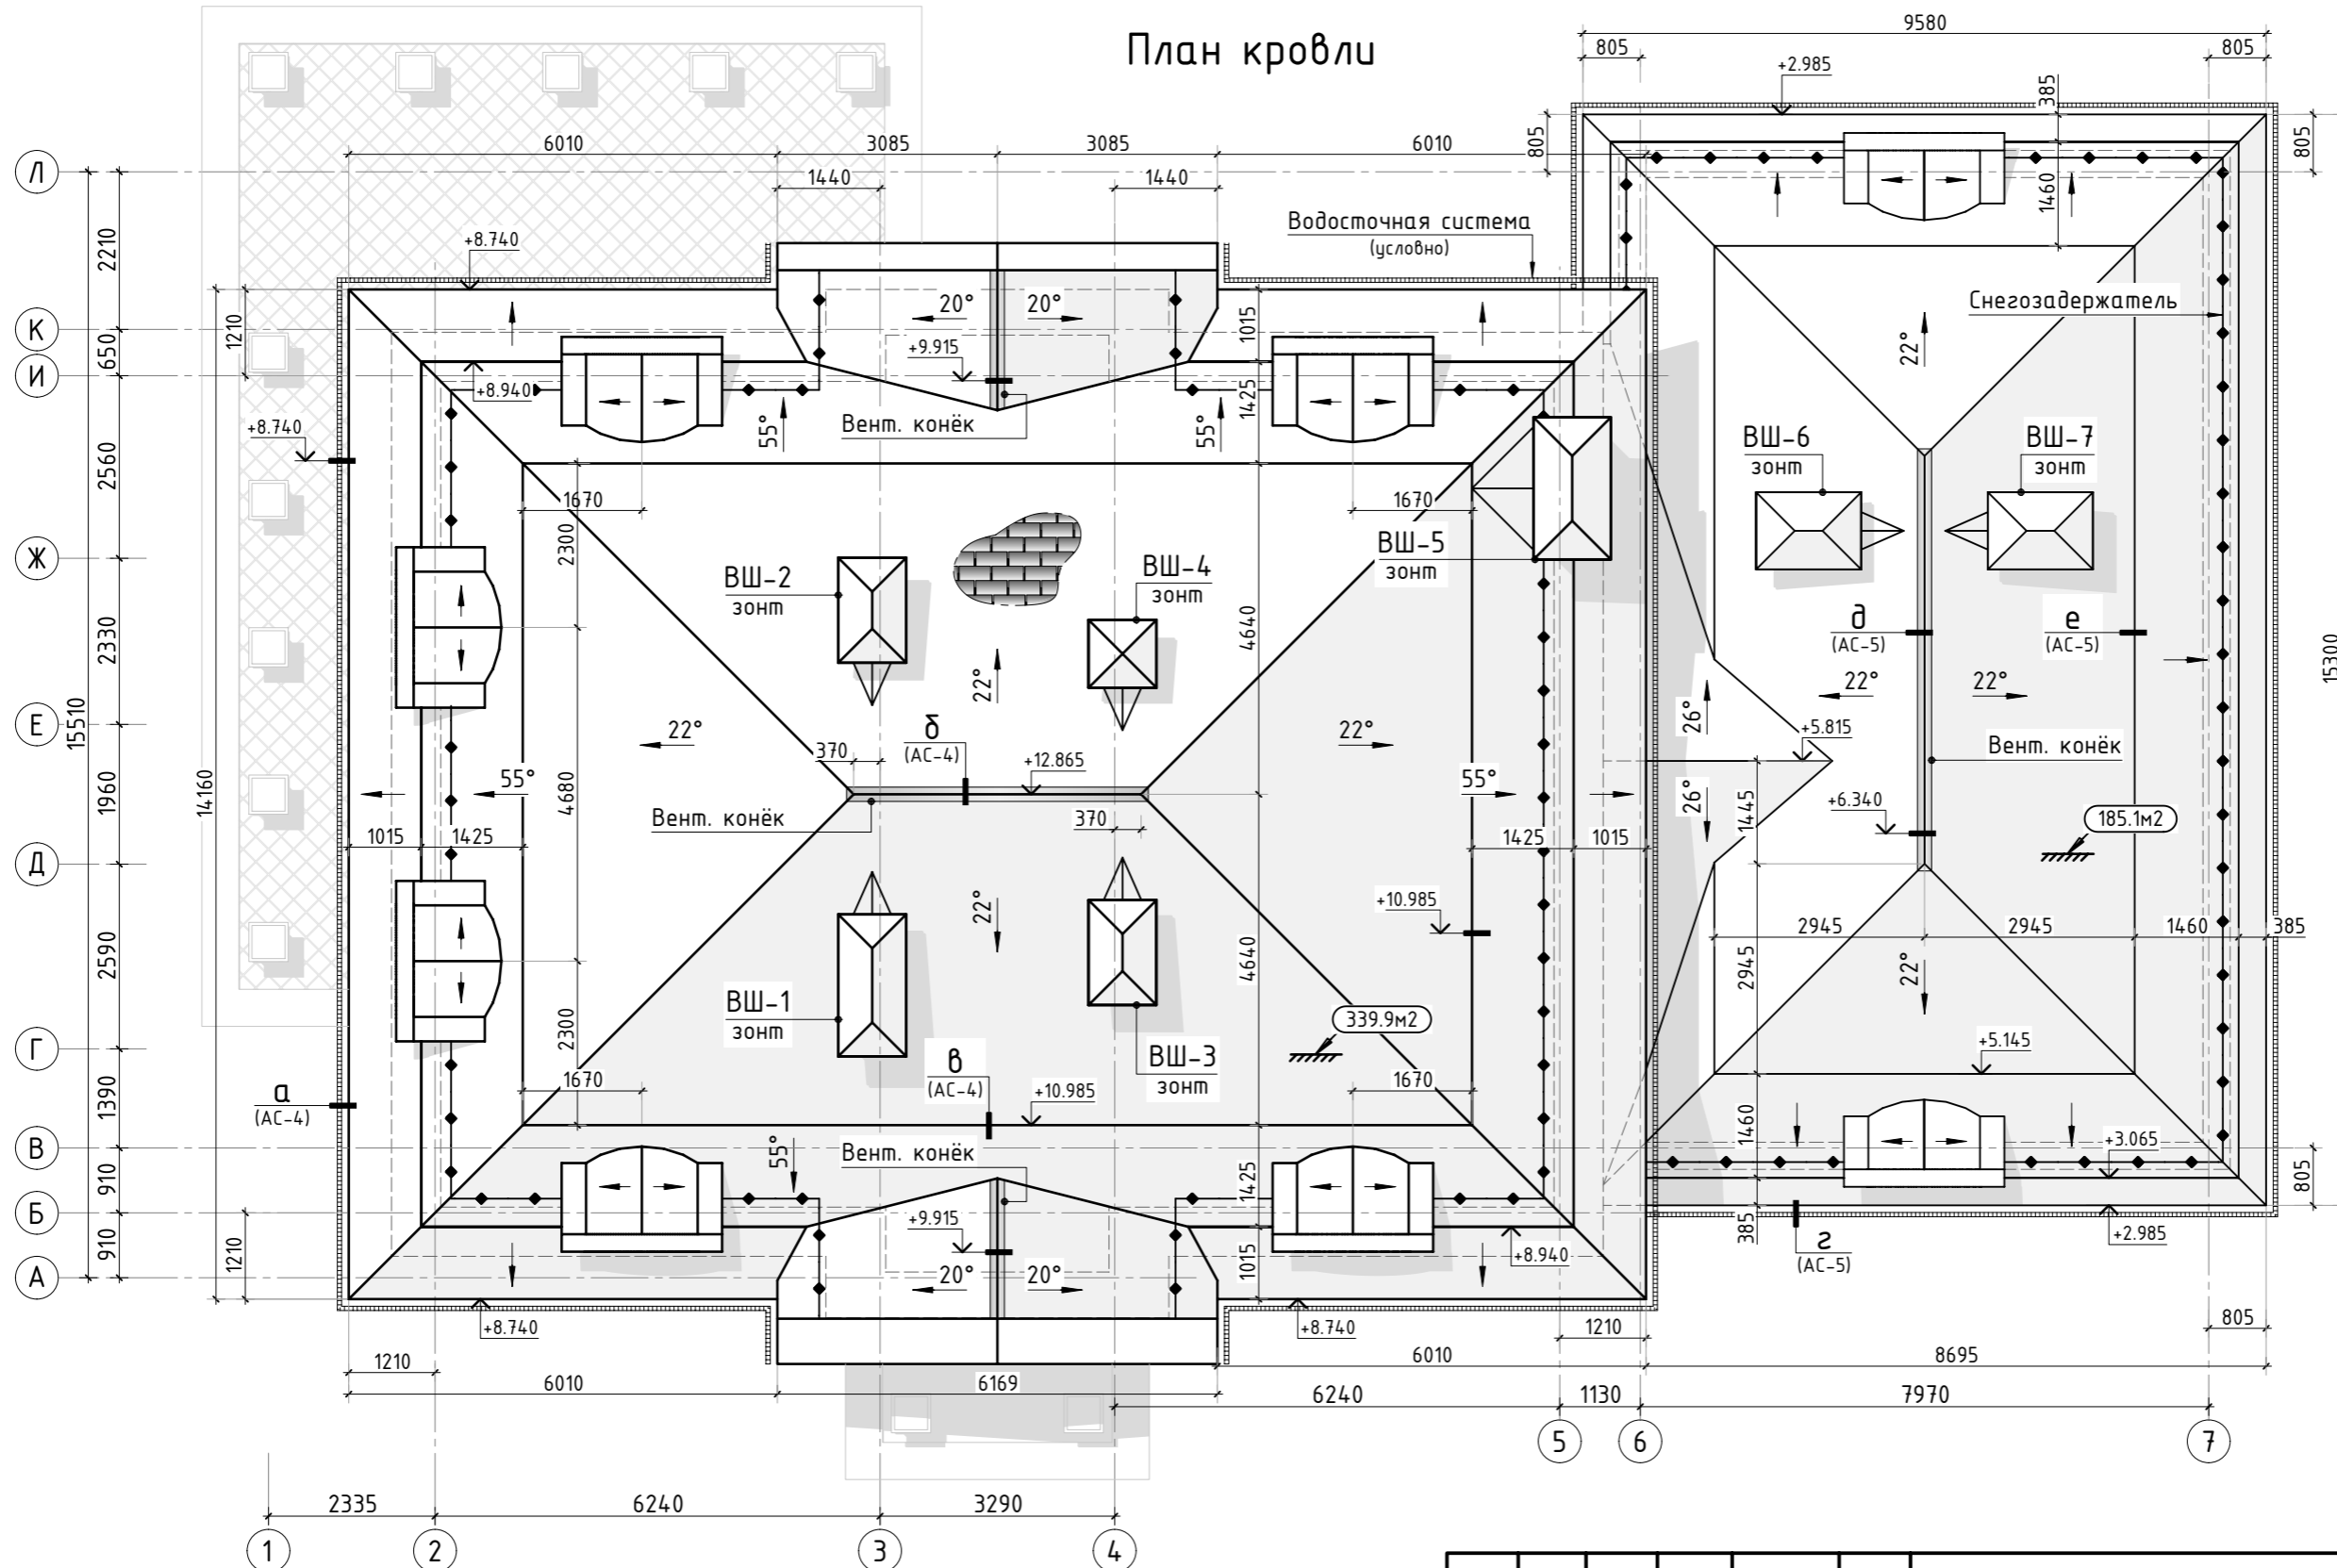 План кровли
9580
805
805
+2.985
385
805
805
1460
6010
3085
3085
6010
1440
1440
Л
2210
К
650
И
2560
Ж
2330
Е
1960
Д
2590
Г
1390
В
910
Б
910
А
15510
14160
1210
1210
15300
+8.740
Водосточная система
(условно)
Снегозадержатель
20°
20°
+9.915
1015
1425
+8.940
+8.740
55°
Вент. конёк
55°
22°
1670
1670
2300
ВШ-2
зонт
ВШ-4
зонт
ВШ-5
зонт
ВШ-6
зонт
ВШ-7
зонт
4640
д
(АС-5)
е
(АС-5)
22°
22°
22°
22°
22°
б
(АС-4)
370
+12.865
370
26°
+5.815
26°
Вент. конёк
55°
55°
4680
Вент. конёк
1445
+6.340
185.1м2
1015
1425
1425
1015
22°
+10.985
2945
2945
1460
385
2945
22°
4640
ВШ-1
зонт
ВШ-3
зонт
339.9м2
2300
1670
1670
в
(АС-4)
+10.985
а
(АС-4)
+5.145
1460
+3.065
55°
Вент. конёк
1425
+9.915
+8.940
385
805
г
(АС-5)
+2.985
20°
20°
1015
+8.740
+8.740
1210
805
1210
6010
8695
6010
6169
6240
1130
7970
5
6
7
2335
6240
3290
1
2
3
4